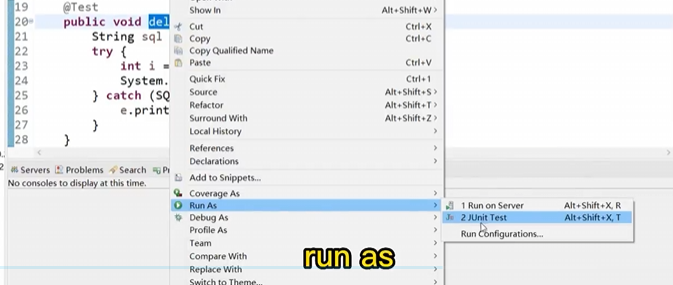 Show In Alt+Shift+W >
19 @Test
20 public void del
21 String sql
22 try {
23 int i =
24 System.
25 } catch (SQ
26 e.print
27 }
28 }
Cut Ctrl+X
Copy Ctrl+C
Copy Qualified Name
Paste Ctrl+V
Quick Fix Ctrl+1
Source Alt+Shift+S >
Refactor Alt+Shift+T >
Surround With Alt+Shift+Z >
Local History >
References >
Declarations >
Add to Snippets...
Coverage As >
Run As >
Debug As >
Profile As >
Team >
Compare With >
Replace With >
Switch to Theme...
Servers Problems Search
No consoles to display at this time.
1 Run on Server Alt+Shift+X, R
2 JUnit Test Alt+Shift+X, T
Run Configurations...
run as